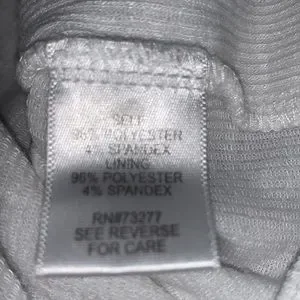 SELF
96% POLYESTER
4% SPANDEX
LINING
96% POLYESTER
4% SPANDEX
RN#73277
SEE REVERSE
FOR CARE